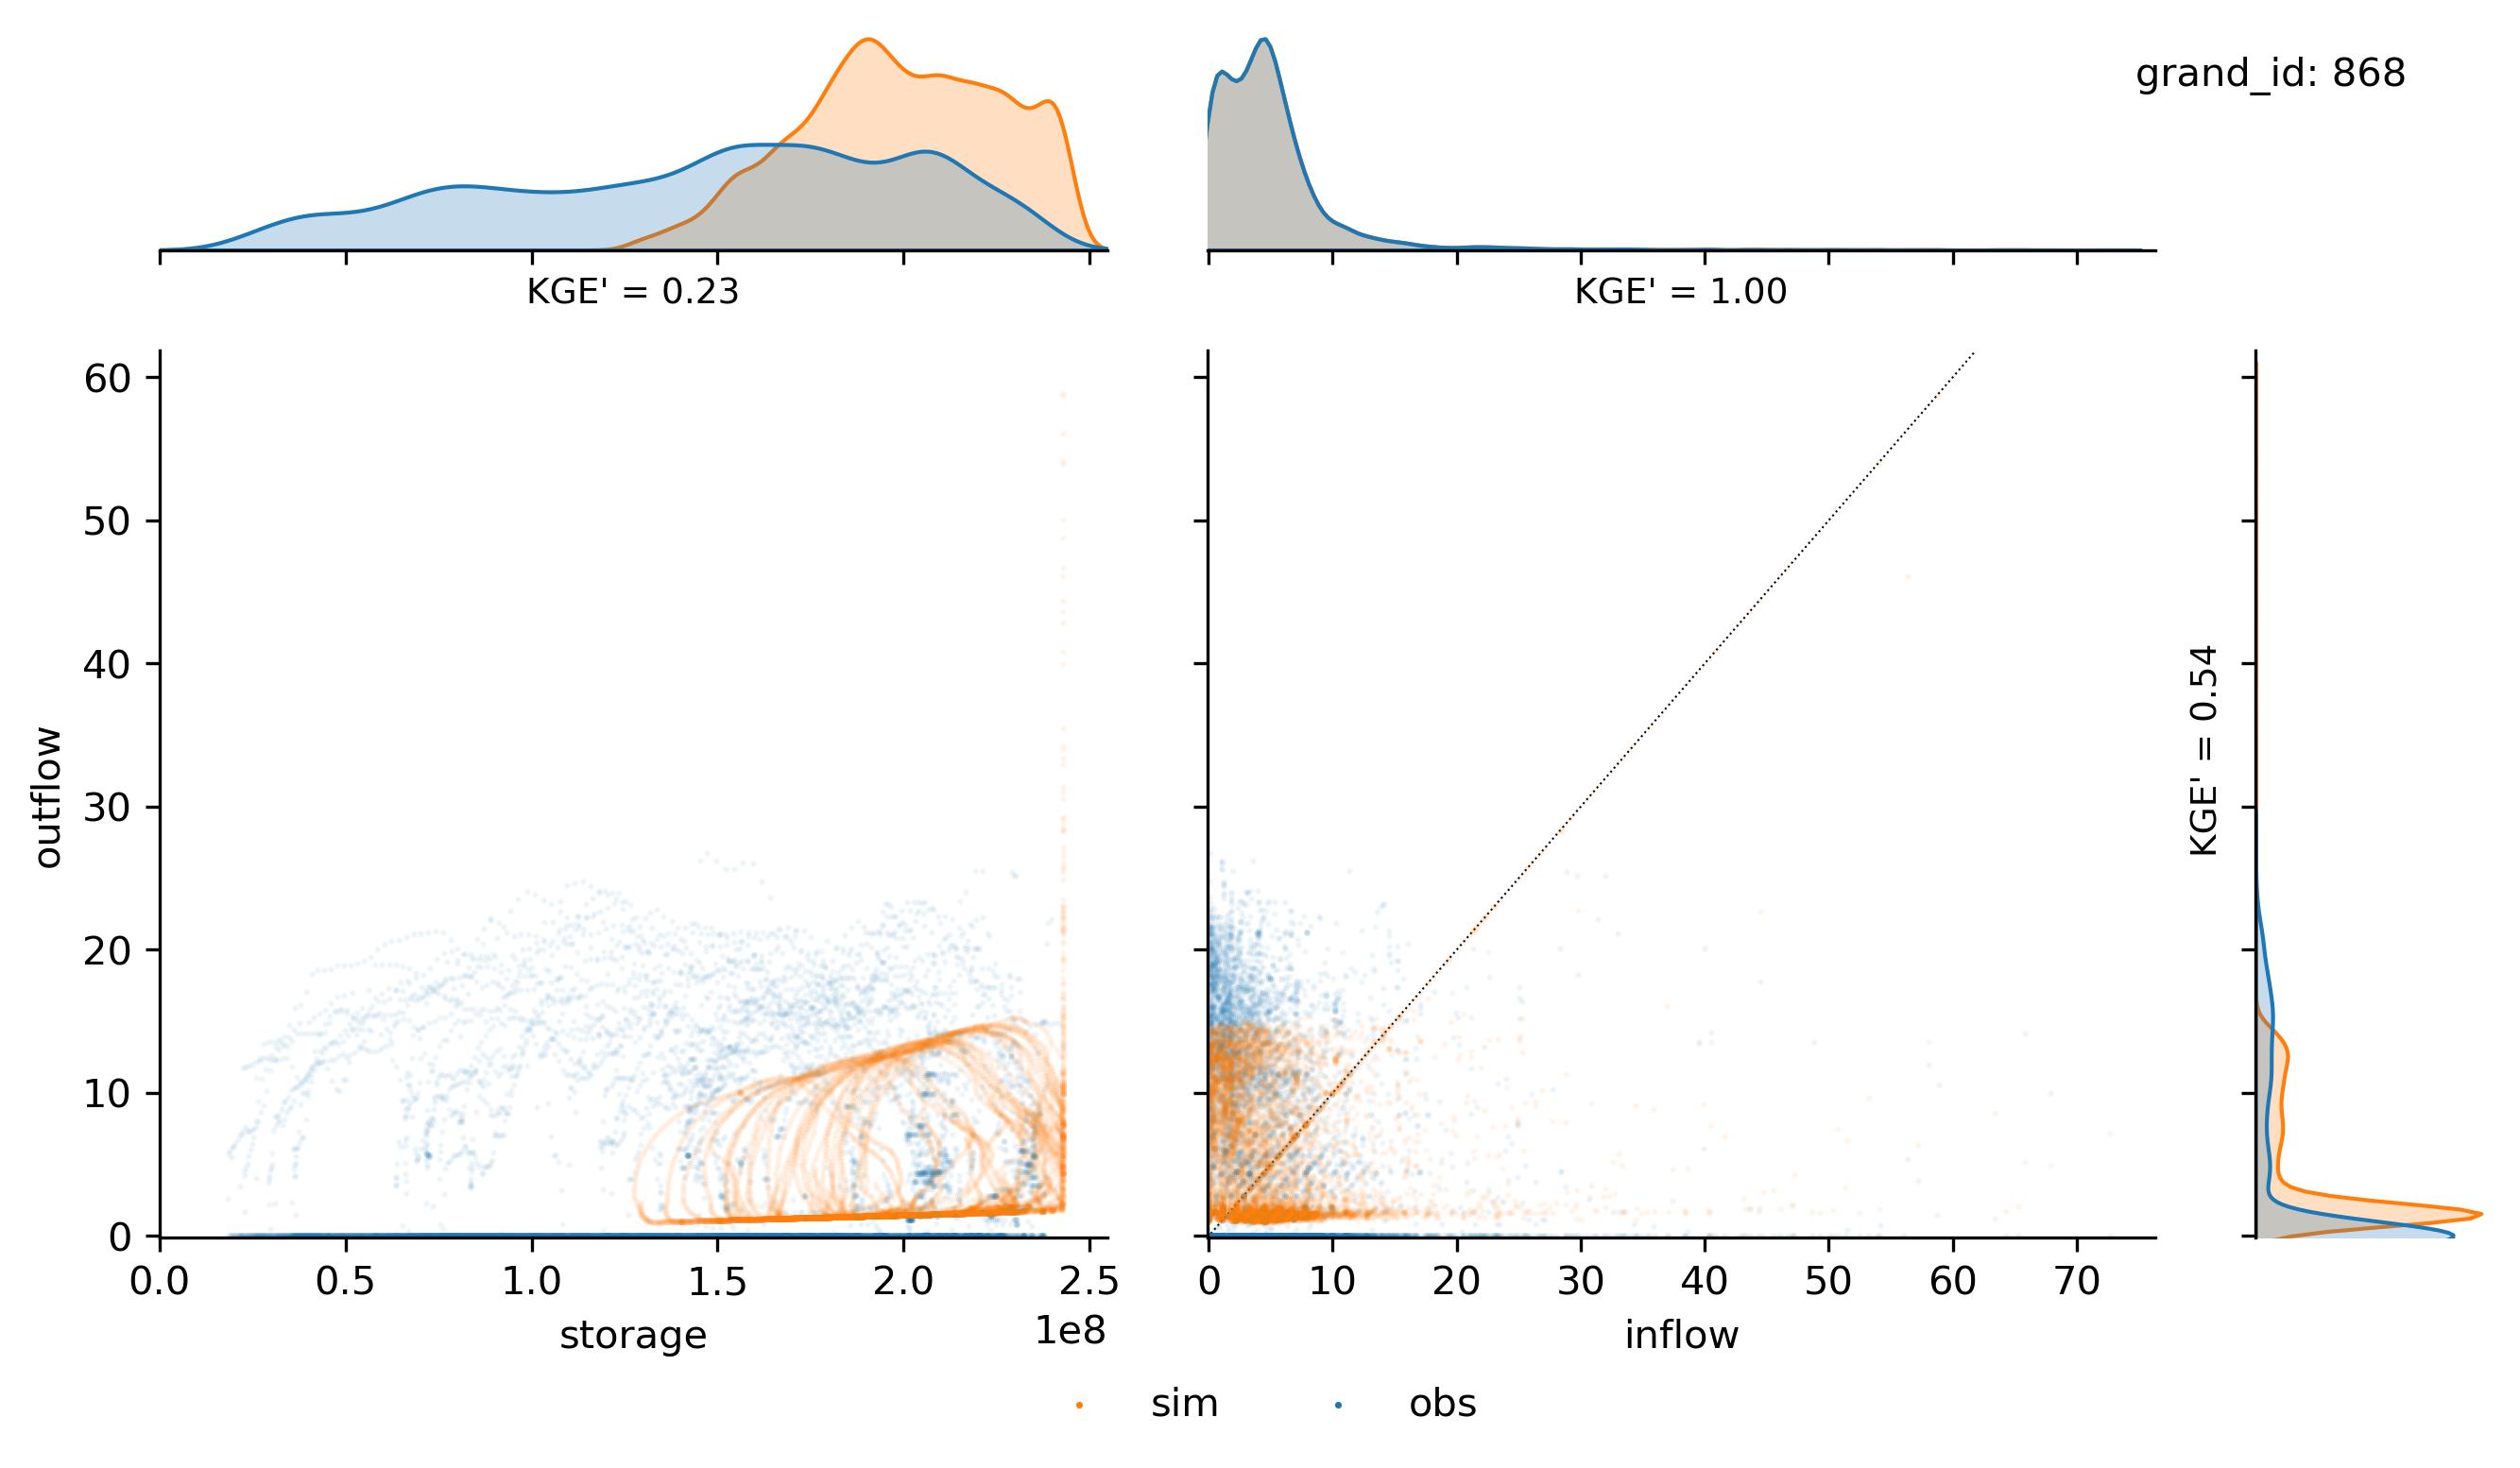 grand_id: 868
KGE' = 0.23
KGE' = 1.00
60
50
40
30
20
10
0
outflow
KGE' = 0.54
0.0 0.5 1.0 1.5 2.0 2.5
1e8
storage
0 10 20 30 40 50 60 70
inflow
sim obs